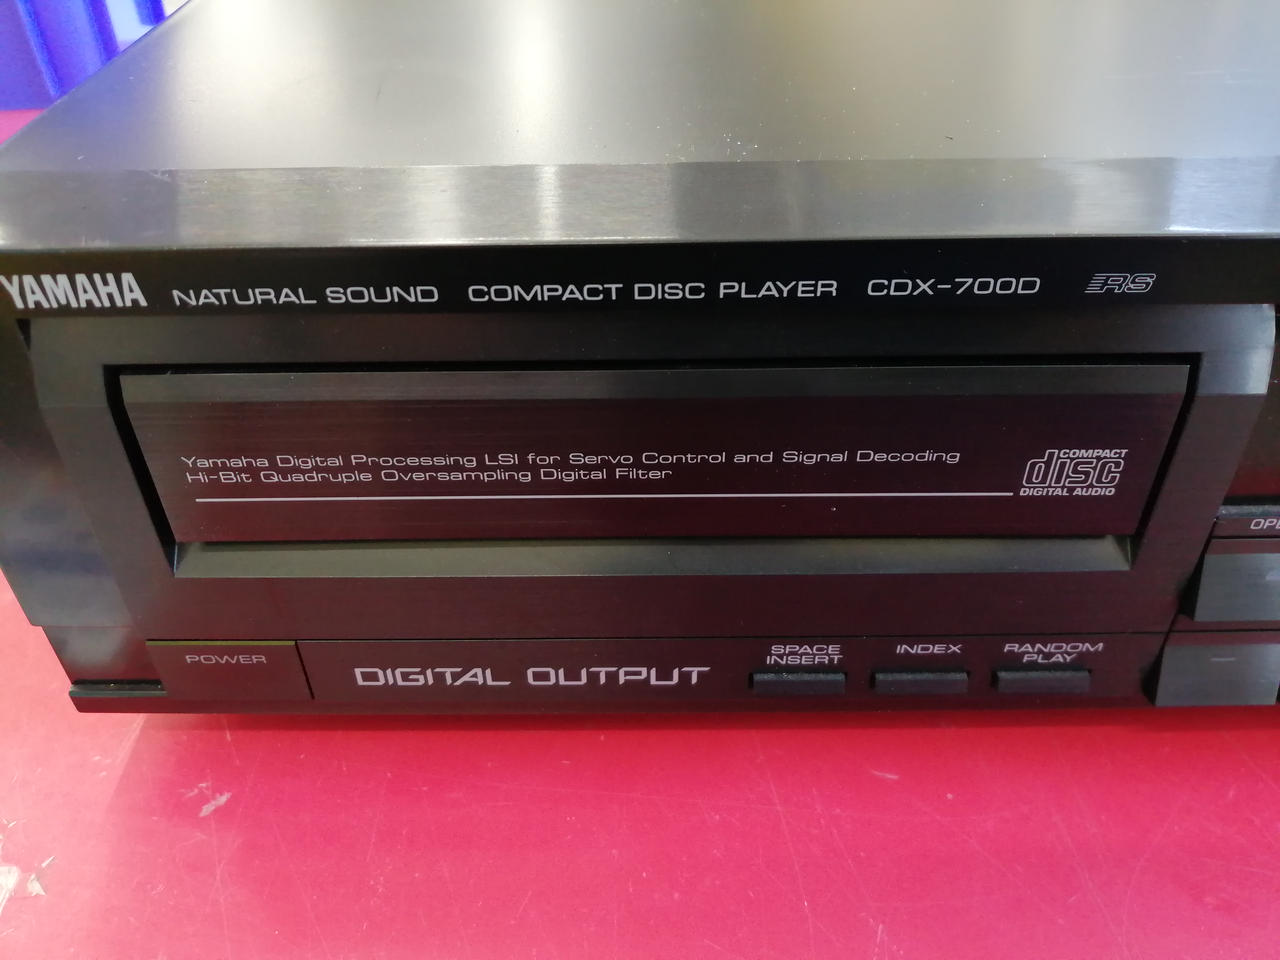 YAMAHA NATURAL SOUND COMPACT DISC PLAYER CDX-700D RS
Yamaha Digital Processing LSI for Servo Control and Signal Decoding
Hi-Bit Quadruple Oversampling Digital Filter
COMPACT
disc
DIGITAL AUDIO
OPE
POWER
DIGITAL OUTPUT
SPACE
INSERT
INDEX
RANDOM
PLAY